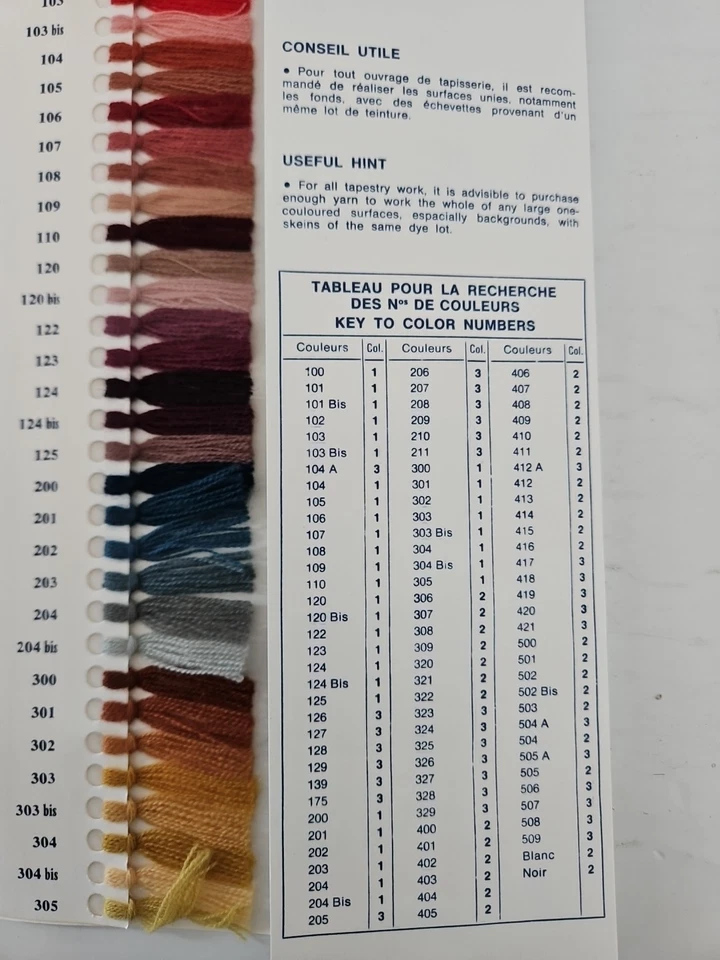 103
103 bis
104
105
106
107
108
109
110
120
120 bis
122
123
124
124 bis
125
200
201
202
203
204
204 bis
300
301
302
303
303 bis
304
304 bis
305
CONSEIL UTILE
• Pour tout ouvrage de tapisserie, il est recom-
mandé de réaliser les surfaces unies, notamment
les fonds, avec des échevettes provenant d'un
même lot de teinture.
USEFUL HINT
• For all tapestry work, it is advisible to purchase
enough yarn to work the whole of any large one-
couloured surfaces, espacially backgrounds, with
skeins of the same dye lot.
TABLEAU POUR LA RECHERCHE
DES Nos DE COULEURS
KEY TO COLOR NUMBERS
Couleurs Col. Couleurs Col. Couleurs Col.
100 1 206 3 406 2
101 1 207 3 407 2
101 Bis 1 208 3 408 2
102 1 209 3 409 2
103 1 210 3 410 2
103 Bis 1 211 3 411 2
104 A 3 300 1 412 A 3
104 1 301 1 412 2
105 1 302 1 413 2
106 1 303 1 414 2
107 1 303 Bis 1 415 2
108 1 304 1 416 2
109 1 304 Bis 1 417 3
110 1 305 1 418 3
120 1 306 2 419 3
120 Bis 1 307 2 420 3
122 1 308 2 421 3
123 1 309 2 500 2
124 1 320 2 501 2
124 Bis 1 321 2 502 2
125 1 322 2 502 Bis 2
126 3 323 3 503 2
127 3 324 3 504 A 3
128 3 325 3 504 2
129 3 326 3 505 A 3
139 3 327 3 505 2
175 3 328 3 506 3
200 1 329 3 507 3
201 1 400 2 508 3
202 1 401 2 509 3
203 1 402 2 Blanc 2
204 1 403 2 Noir 2
204 Bis 1 404 2
205 3 405 2